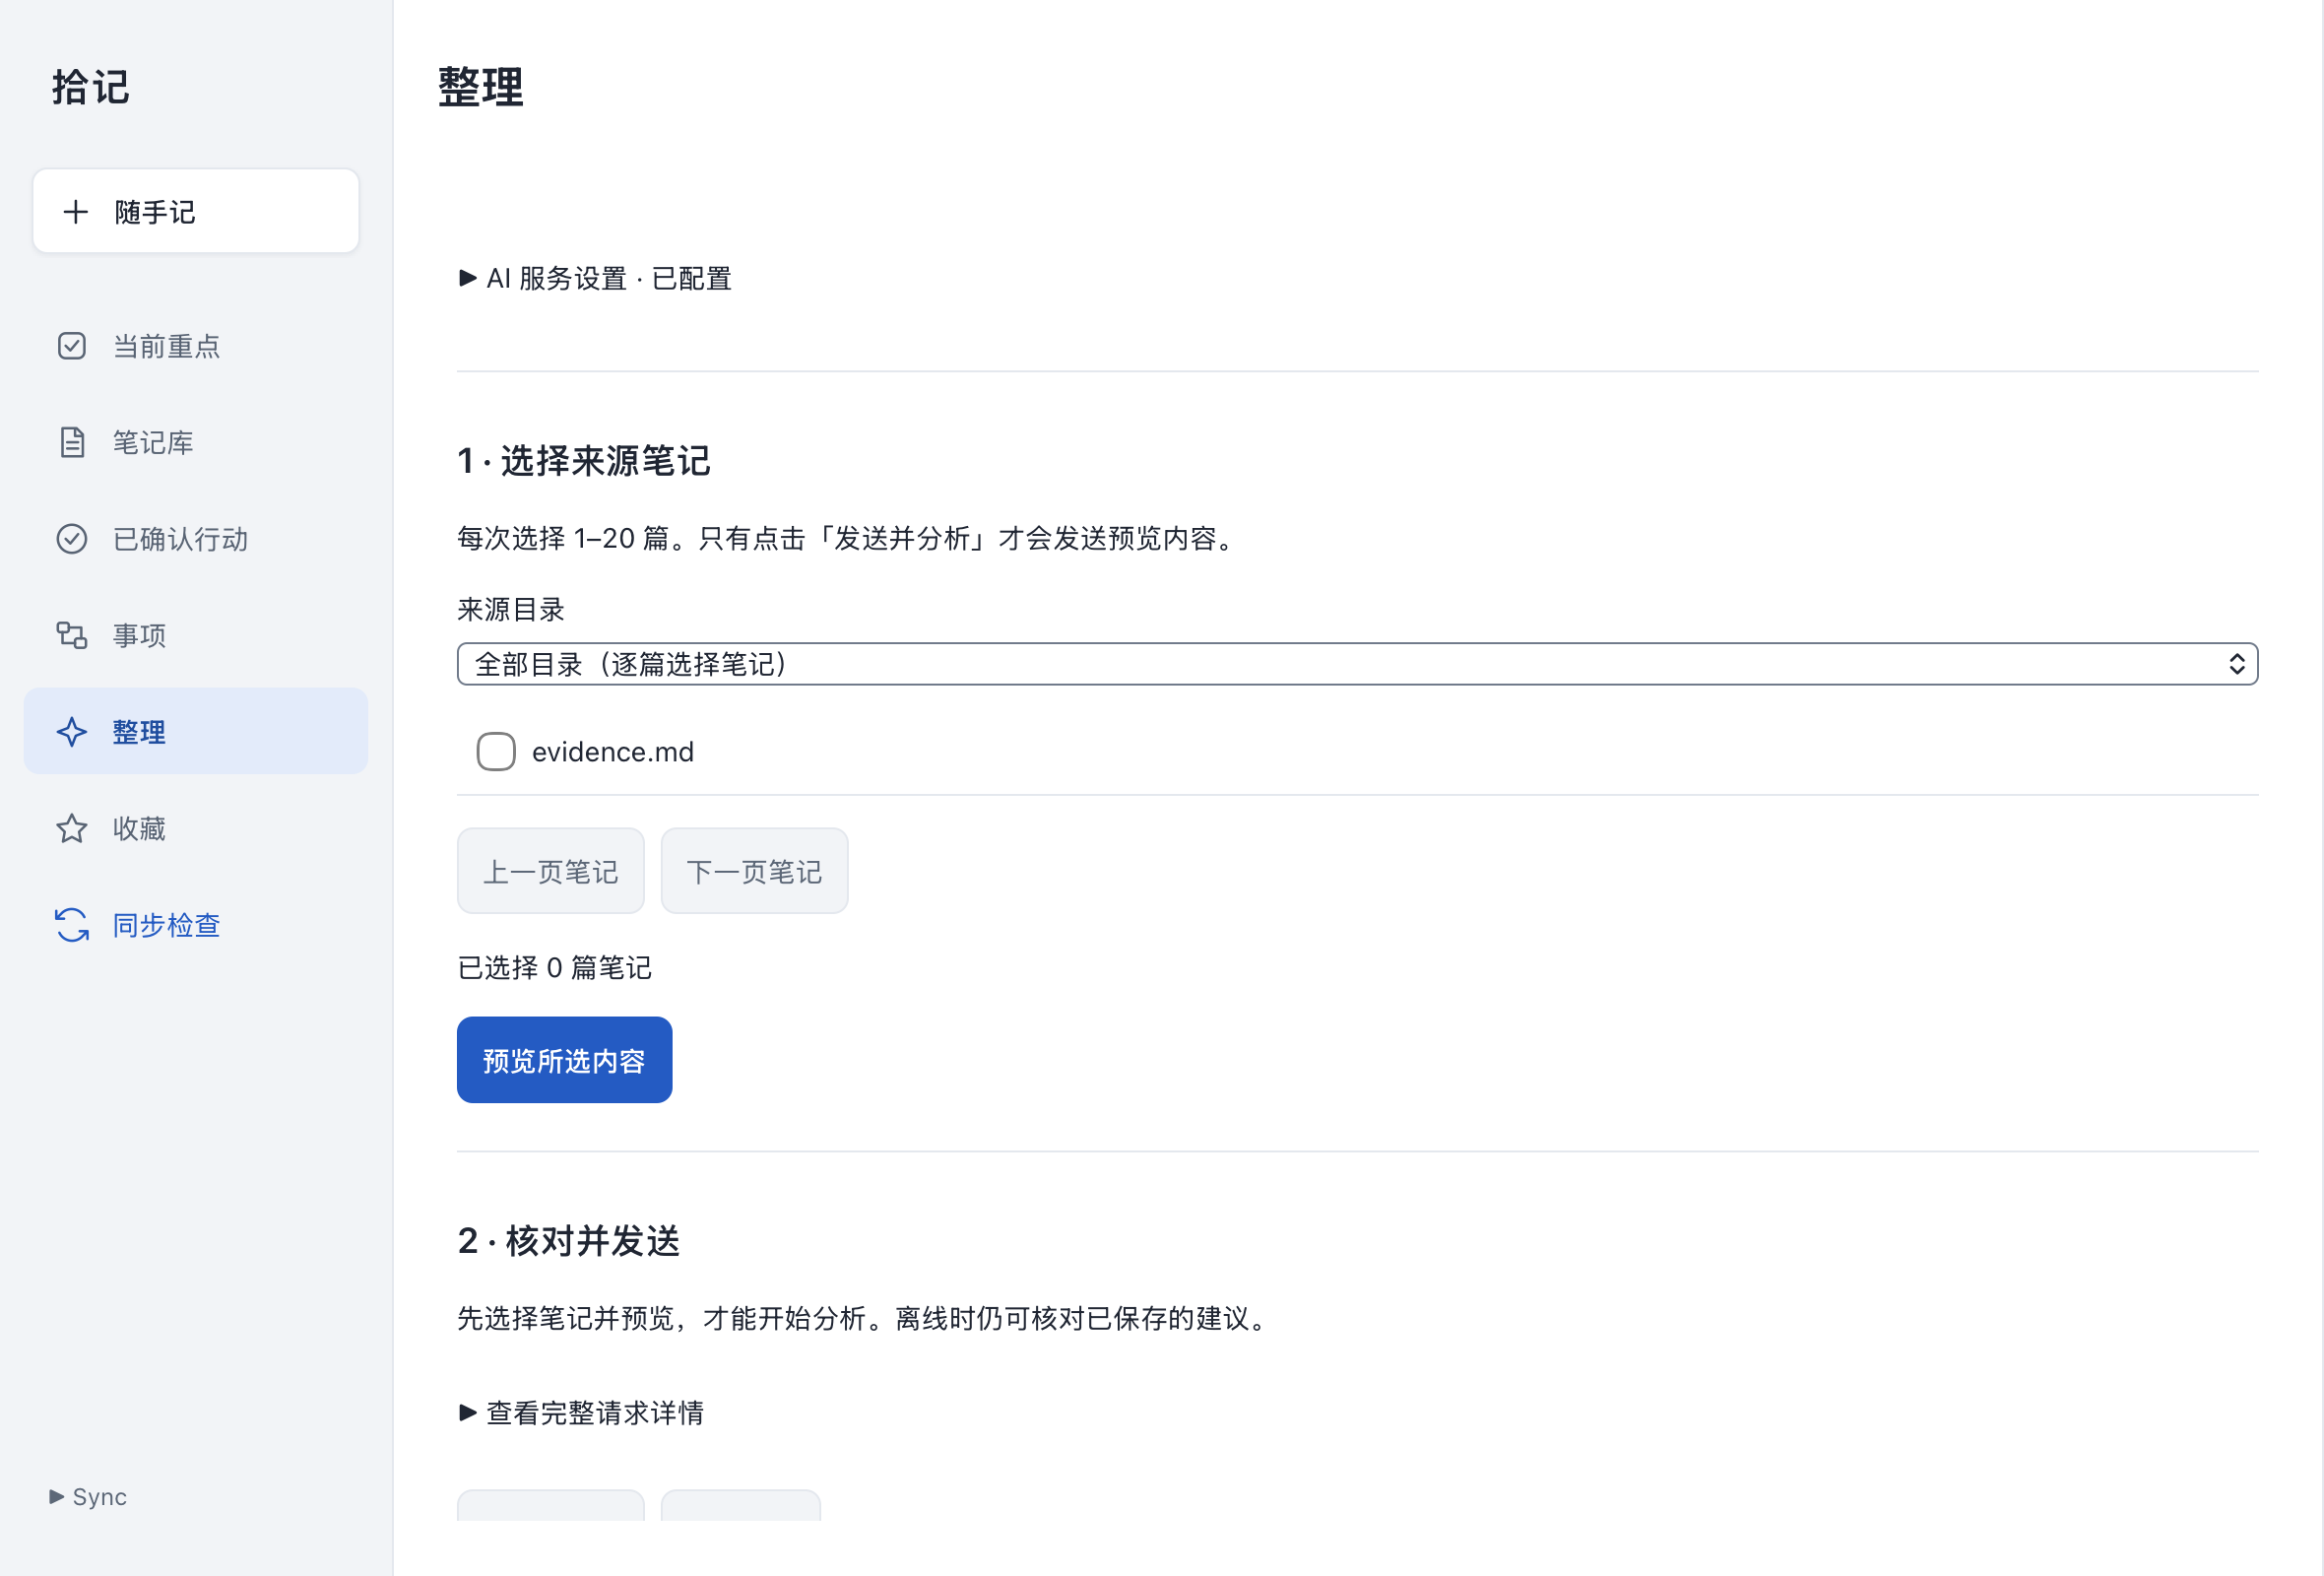 拾记
随手记
当前重点
笔记库
已确认行动
事项
整理
收藏
同步检查
Sync
整理
AI 服务设置 · 已配置
1 · 选择来源笔记
每次选择 1–20 篇。只有点击「发送并分析」才会发送预览内容。
来源目录
全部目录（逐篇选择笔记）
evidence.md
上一页笔记
下一页笔记
已选择 0 篇笔记
预览所选内容
2 · 核对并发送
先选择笔记并预览，才能开始分析。离线时仍可核对已保存的建议。
查看完整请求详情